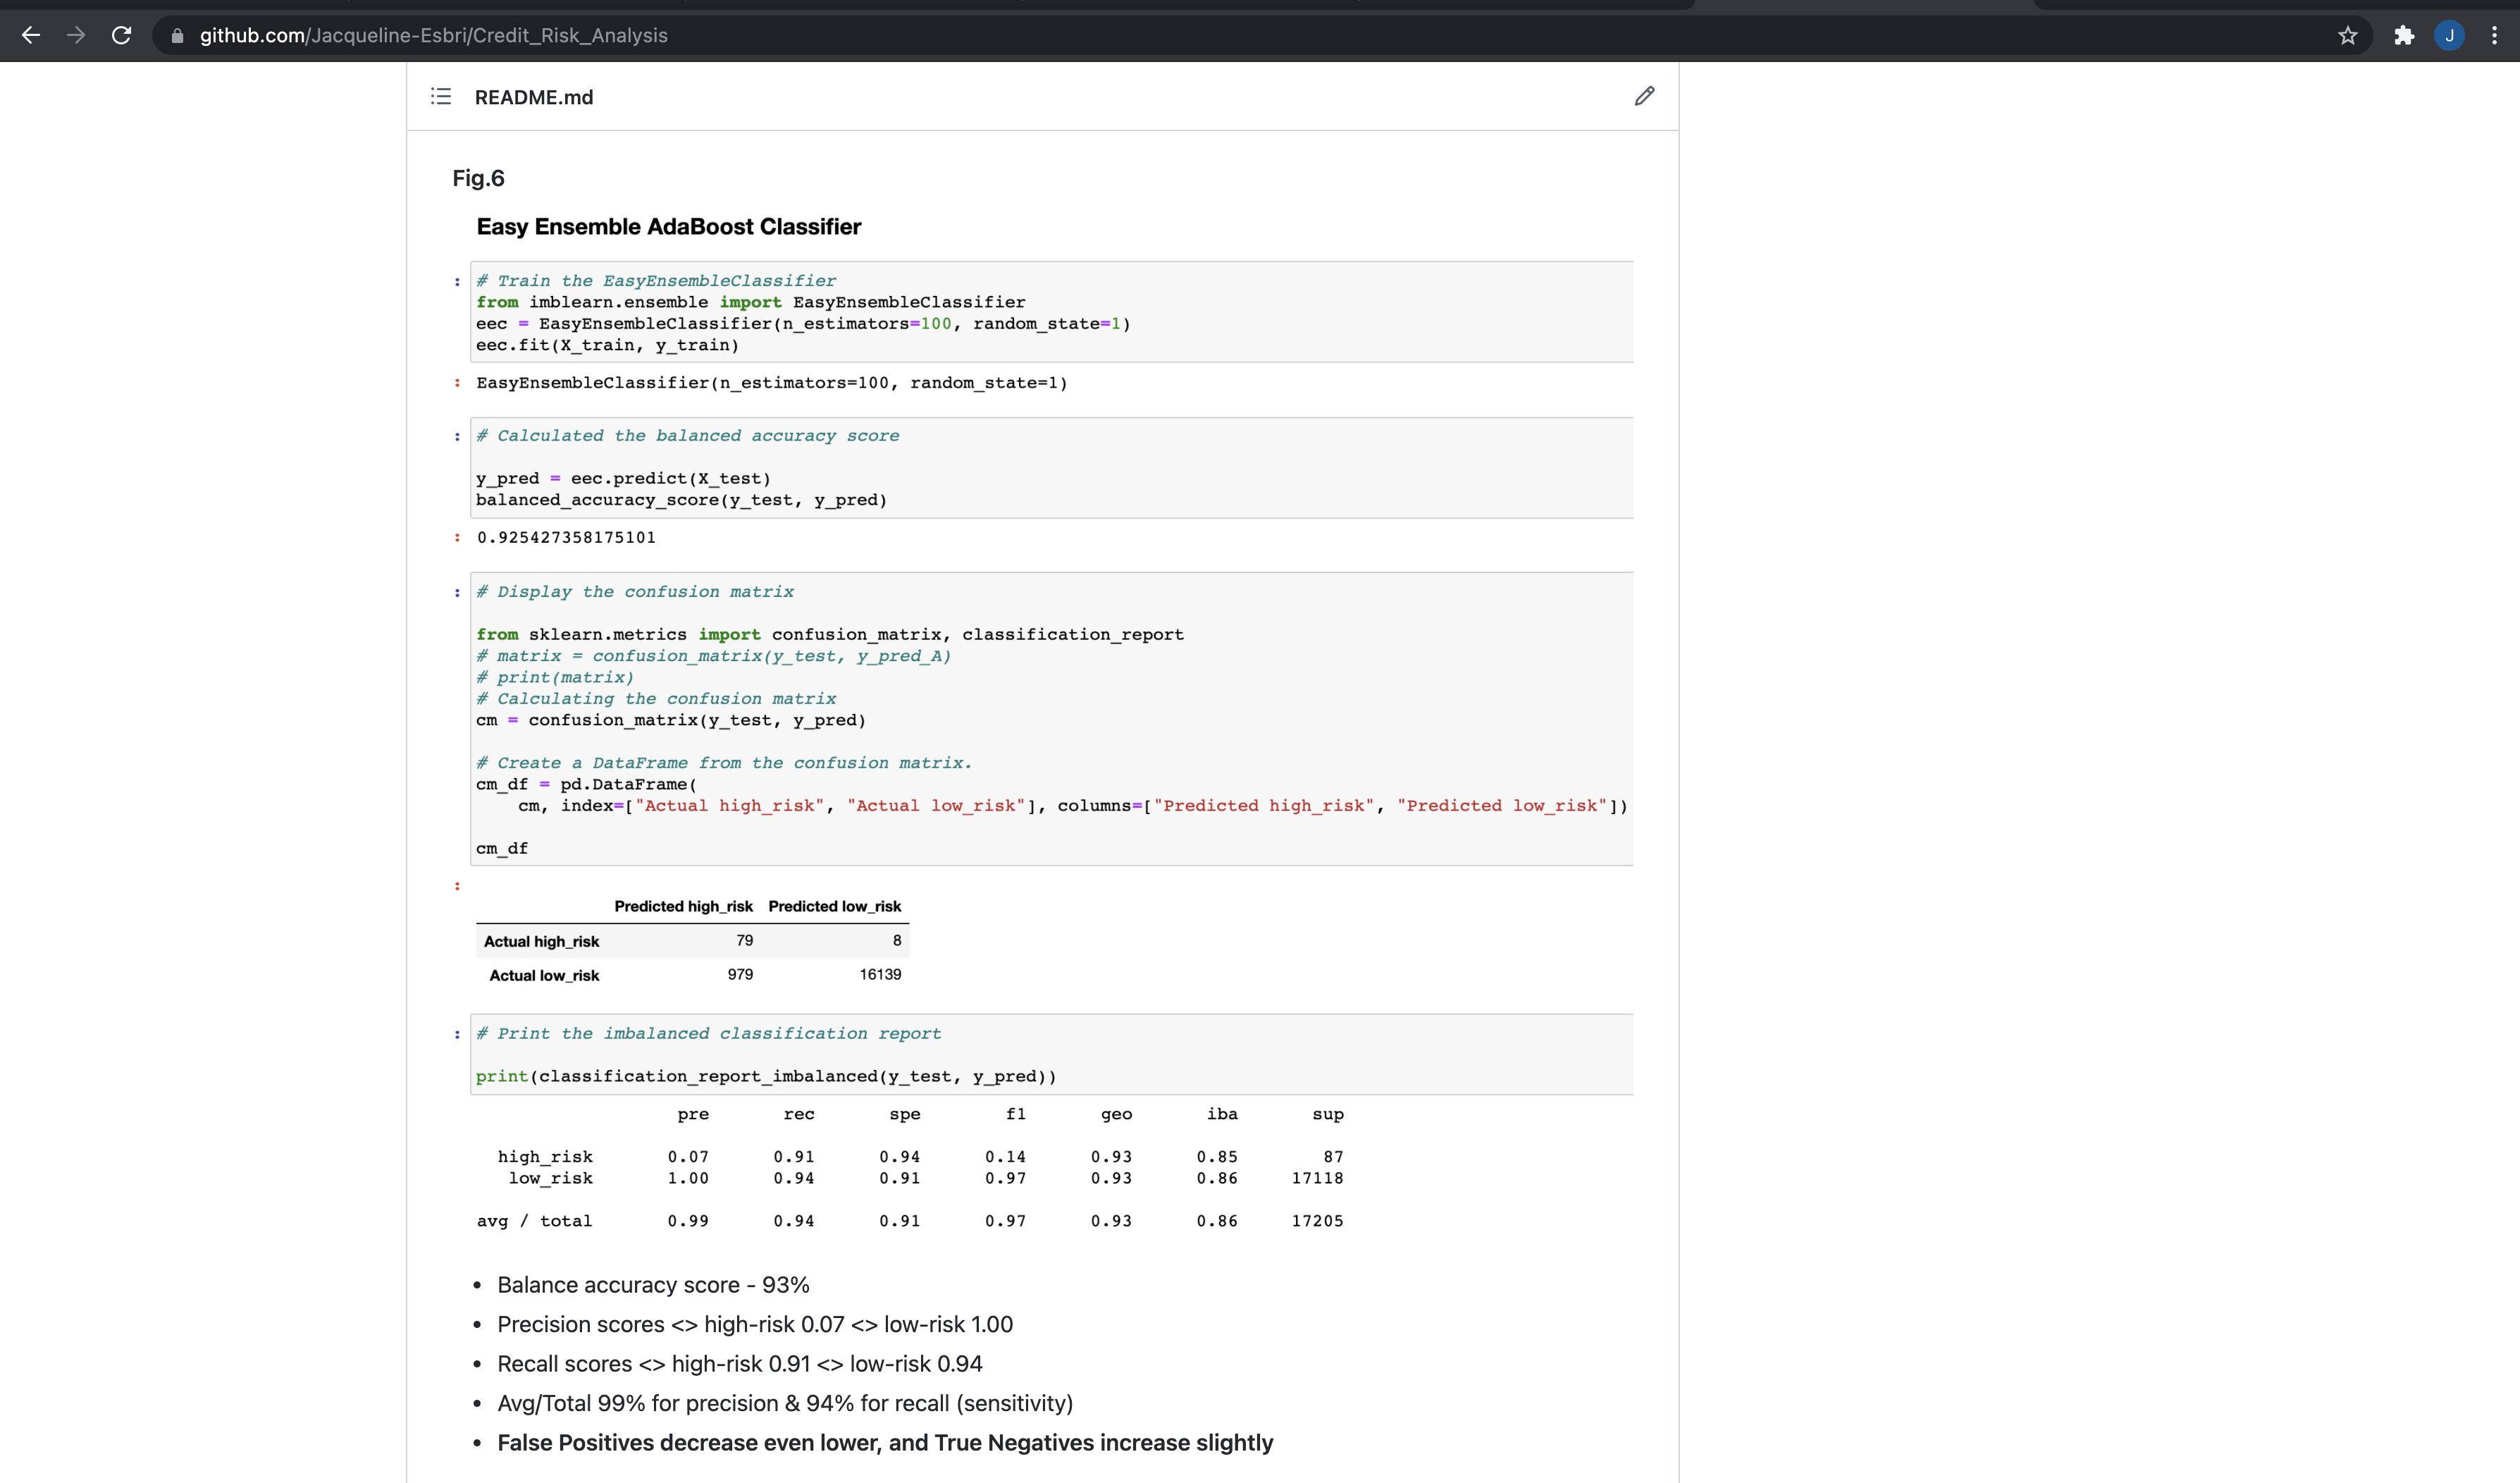 github.com/Jacqueline-Esbri/Credit_Risk_Analysis
J
README.md
Fig.6
Easy Ensemble AdaBoost Classifier
: # Train the EasyEnsembleClassifier
from imblearn.ensemble import EasyEnsembleClassifier
eec = EasyEnsembleClassifier(n_estimators=100, random_state=1)
eec.fit(X_train, y_train)
: EasyEnsembleClassifier(n_estimators=100, random_state=1)
: # Calculated the balanced accuracy score
y_pred = eec.predict(X_test)
balanced_accuracy_score(y_test, y_pred)
: 0.925427358175101
: # Display the confusion matrix
from sklearn.metrics import confusion_matrix, classification_report
# matrix = confusion_matrix(y_test, y_pred_A)
# print(matrix)
# Calculating the confusion matrix
cm = confusion_matrix(y_test, y_pred)
# Create a DataFrame from the confusion matrix.
cm_df = pd.DataFrame(
cm, index=["Actual high_risk", "Actual low_risk"], columns=["Predicted high_risk", "Predicted low_risk"])
cm_df
:
Predicted high_risk Predicted low_risk
Actual high_risk 79 8
Actual low_risk 979 16139
: # Print the imbalanced classification report
print(classification_report_imbalanced(y_test, y_pred))
pre rec spe f1 geo iba sup
high_risk 0.07 0.91 0.94 0.14 0.93 0.85 87
low_risk 1.00 0.94 0.91 0.97 0.93 0.86 17118
avg / total 0.99 0.94 0.91 0.97 0.93 0.86 17205
• Balance accuracy score - 93%
• Precision scores <> high-risk 0.07 <> low-risk 1.00
• Recall scores <> high-risk 0.91 <> low-risk 0.94
• Avg/Total 99% for precision & 94% for recall (sensitivity)
• False Positives decrease even lower, and True Negatives increase slightly